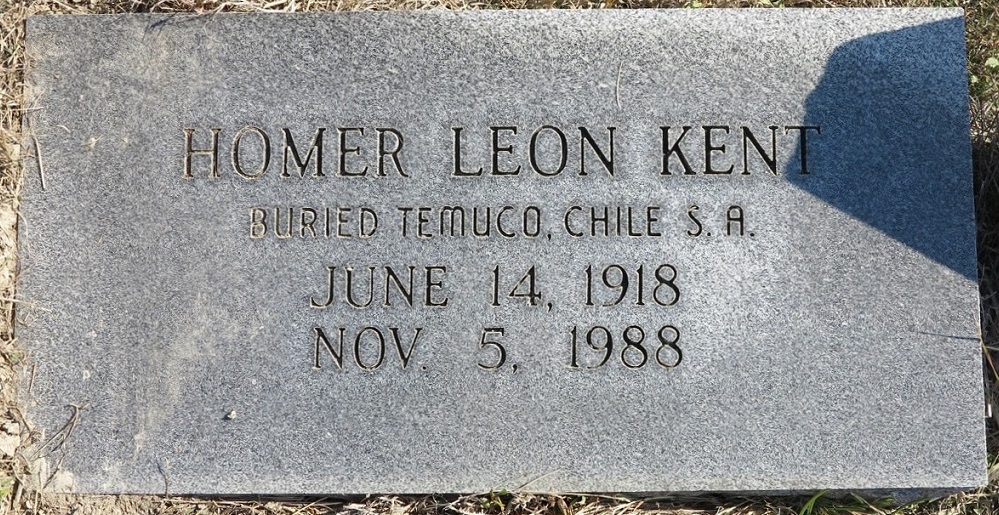 HOMER LEON KENT
BURIED TEMUCO, CHILE S. A.
JUNE 14, 1918
NOV. 5, 1988